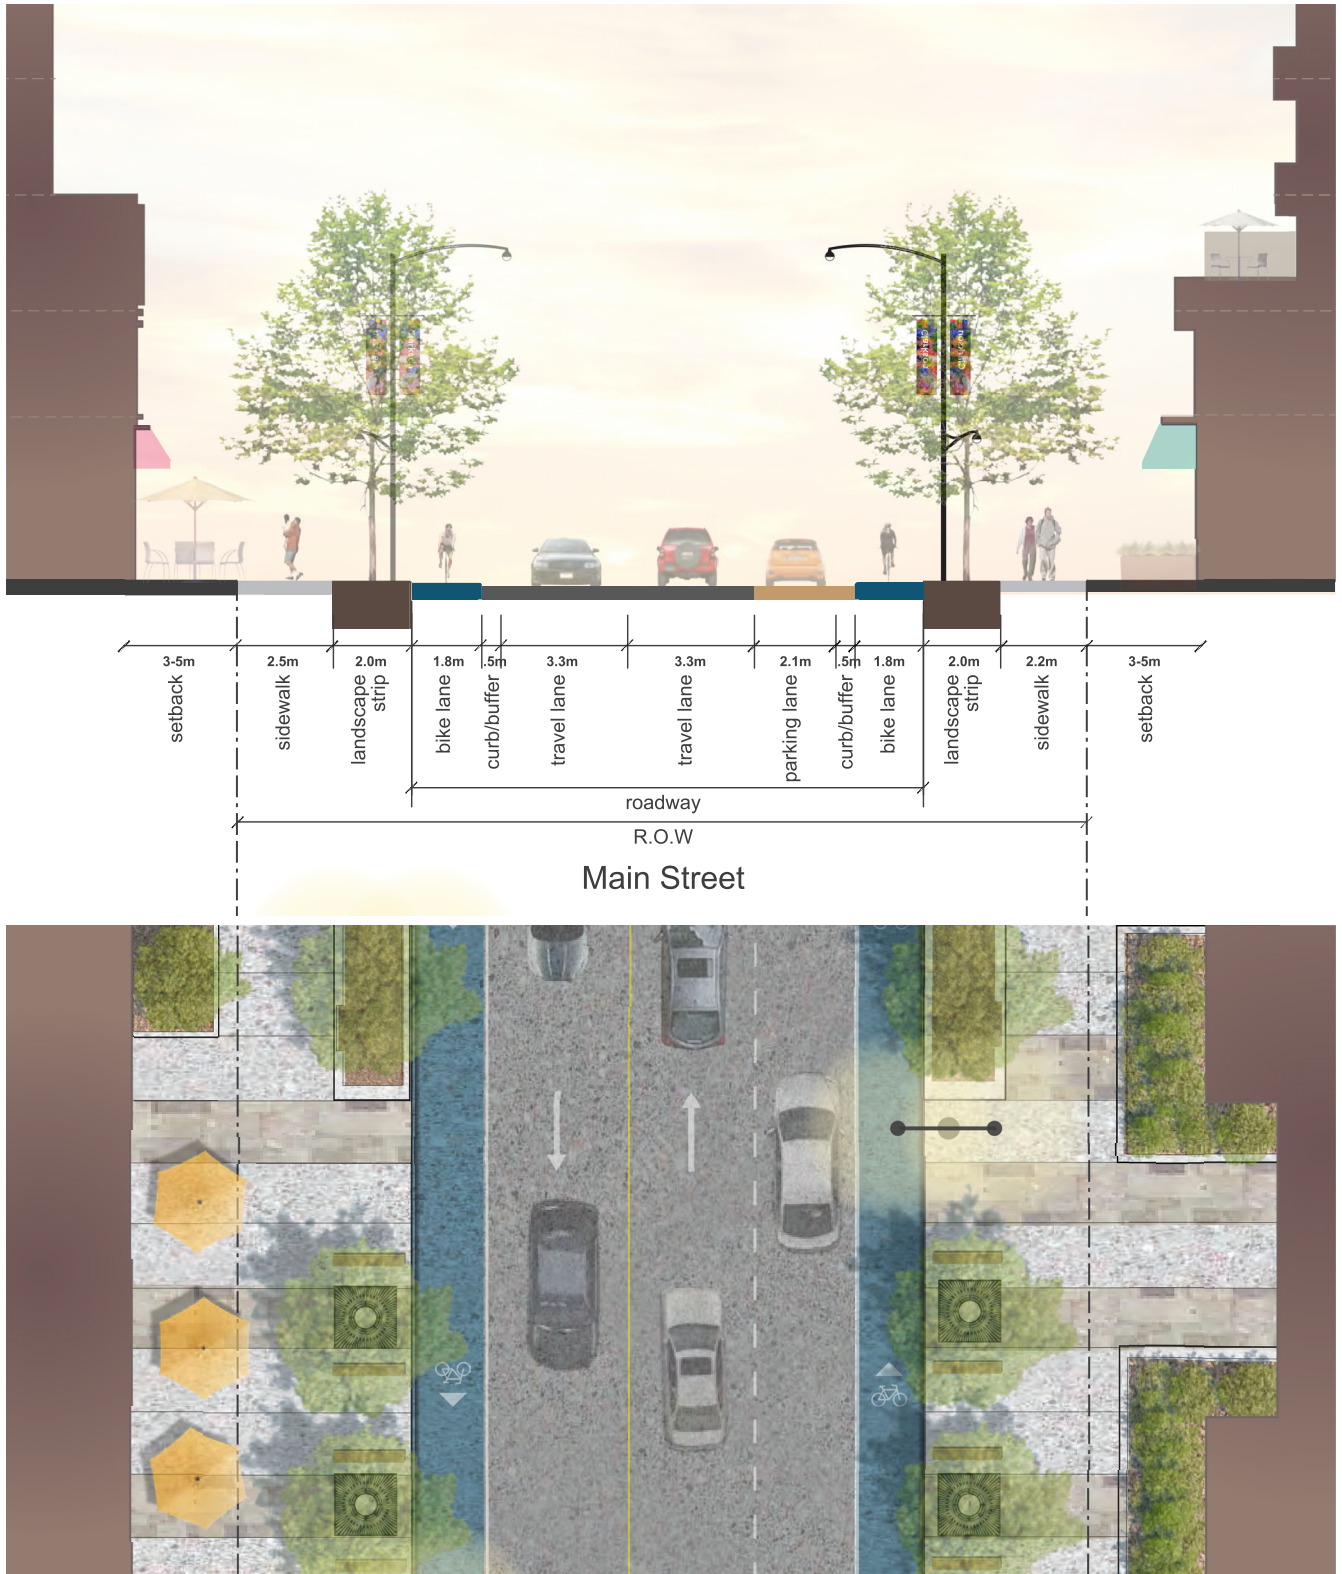 3-5m
2.5m
2.0m
1.8m
.5m
3.3m
3.3m
2.1m
.5m
1.8m
2.0m
2.2m
3-5m
setback
sidewalk
landscape
strip
bike lane
curb/buffer
travel lane
travel lane
parking lane
curb/buffer
bike lane
landscape
strip
sidewalk
setback
roadway
R.O.W
Main Street